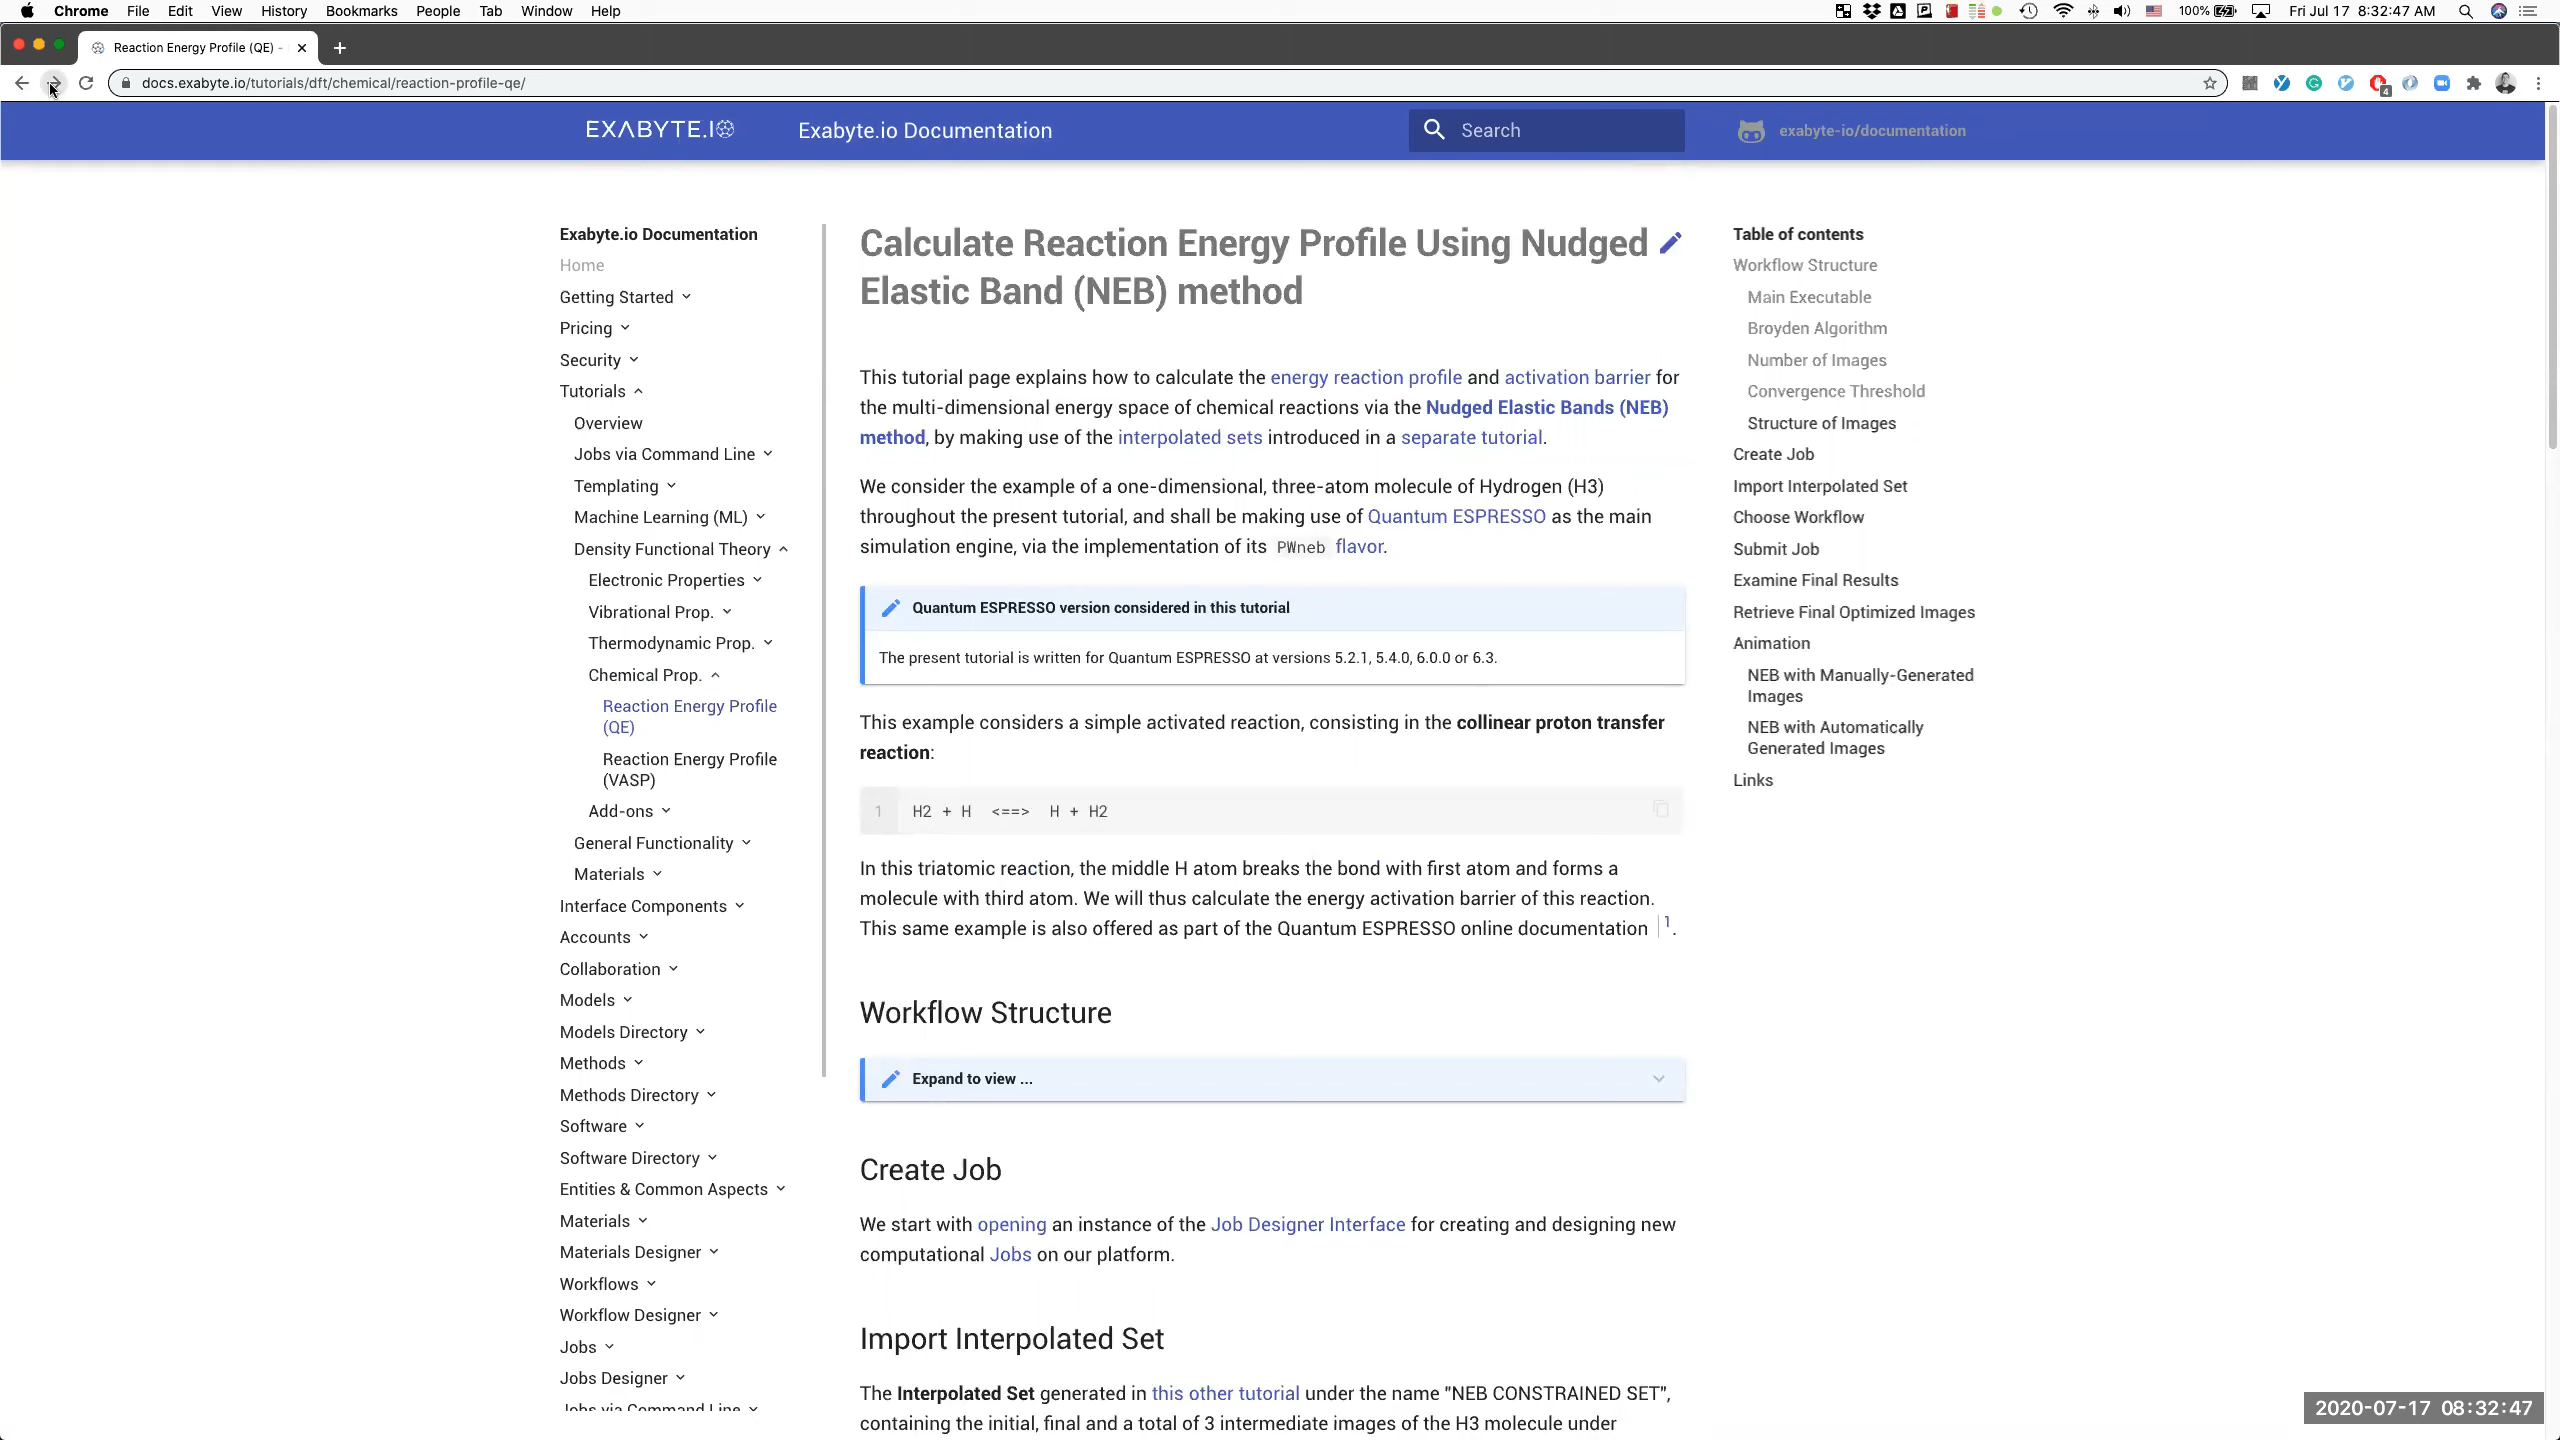 Chrome File Edit View History Bookmarks People Tab Window Help
100% Fri Jul 17 8:32:47 AM
Reaction Energy Profile (QE) -
docs.exabyte.io/tutorials/dft/chemical/reaction-profile-qe/
4
EXABYTE.IO
Exabyte.io Documentation
Search
exabyte-io/documentation
Exabyte.io Documentation
Home
Getting Started
Pricing
Security
Tutorials
Overview
Jobs via Command Line
Templating
Machine Learning (ML)
Density Functional Theory
Electronic Properties
Vibrational Prop.
Thermodynamic Prop.
Chemical Prop.
Reaction Energy Profile
(QE)
Reaction Energy Profile
(VASP)
Add-ons
General Functionality
Materials
Interface Components
Accounts
Collaboration
Models
Models Directory
Methods
Methods Directory
Software
Software Directory
Entities & Common Aspects
Materials
Materials Designer
Workflows
Workflow Designer
Jobs
Jobs Designer
Jobs via Command Line
Calculate Reaction Energy Profile Using Nudged
Elastic Band (NEB) method
This tutorial page explains how to calculate the energy reaction profile and activation barrier for
the multi-dimensional energy space of chemical reactions via the Nudged Elastic Bands (NEB)
method, by making use of the interpolated sets introduced in a separate tutorial.
We consider the example of a one-dimensional, three-atom molecule of Hydrogen (H3)
throughout the present tutorial, and shall be making use of Quantum ESPRESSO as the main
simulation engine, via the implementation of its PWneb flavor.
Quantum ESPRESSO version considered in this tutorial
The present tutorial is written for Quantum ESPRESSO at versions 5.2.1, 5.4.0, 6.0.0 or 6.3.
This example considers a simple activated reaction, consisting in the collinear proton transfer
reaction:
1 H2 + H <==> H + H2
In this triatomic reaction, the middle H atom breaks the bond with first atom and forms a
molecule with third atom. We will thus calculate the energy activation barrier of this reaction.
This same example is also offered as part of the Quantum ESPRESSO online documentation 1.
Workflow Structure
Expand to view ...
Create Job
We start with opening an instance of the Job Designer Interface for creating and designing new
computational Jobs on our platform.
Import Interpolated Set
The Interpolated Set generated in this other tutorial under the name "NEB CONSTRAINED SET",
containing the initial, final and a total of 3 intermediate images of the H3 molecule under
Table of contents
Workflow Structure
Main Executable
Broyden Algorithm
Number of Images
Convergence Threshold
Structure of Images
Create Job
Import Interpolated Set
Choose Workflow
Submit Job
Examine Final Results
Retrieve Final Optimized Images
Animation
NEB with Manually-Generated
Images
NEB with Automatically
Generated Images
Links
2020-07-17 08:32:47